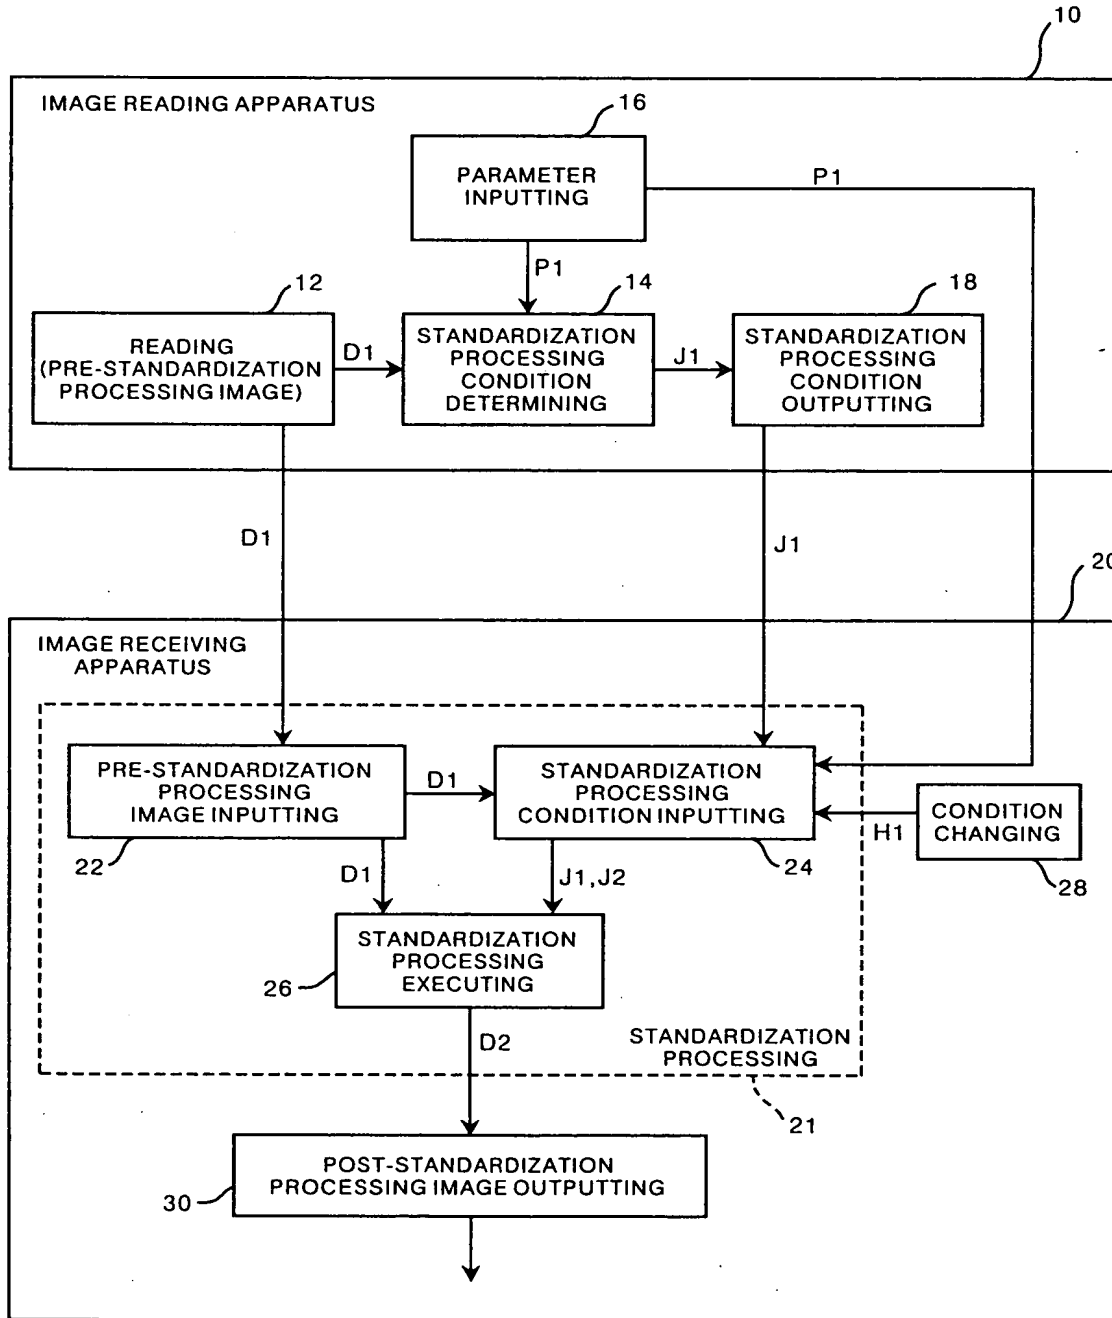 10
IMAGE READING APPARATUS
16
PARAMETER
INPUTTING
P1
P1
12
14
18
READING
(PRE-STANDARDIZATION
PROCESSING IMAGE)
D1
STANDARDIZATION
PROCESSING
CONDITION
DETERMINING
J1
STANDARDIZATION
PROCESSING
CONDITION
OUTPUTTING
D1
J1
20
IMAGE RECEIVING
APPARATUS
PRE-STANDARDIZATION
PROCESSING
IMAGE INPUTTING
D1
STANDARDIZATION
PROCESSING
CONDITION INPUTTING
H1
CONDITION
CHANGING
22
24
28
D1
J1,J2
STANDARDIZATION
PROCESSING
EXECUTING
26
D2
STANDARDIZATION
PROCESSING
21
POST-STANDARDIZATION
PROCESSING IMAGE OUTPUTTING
30